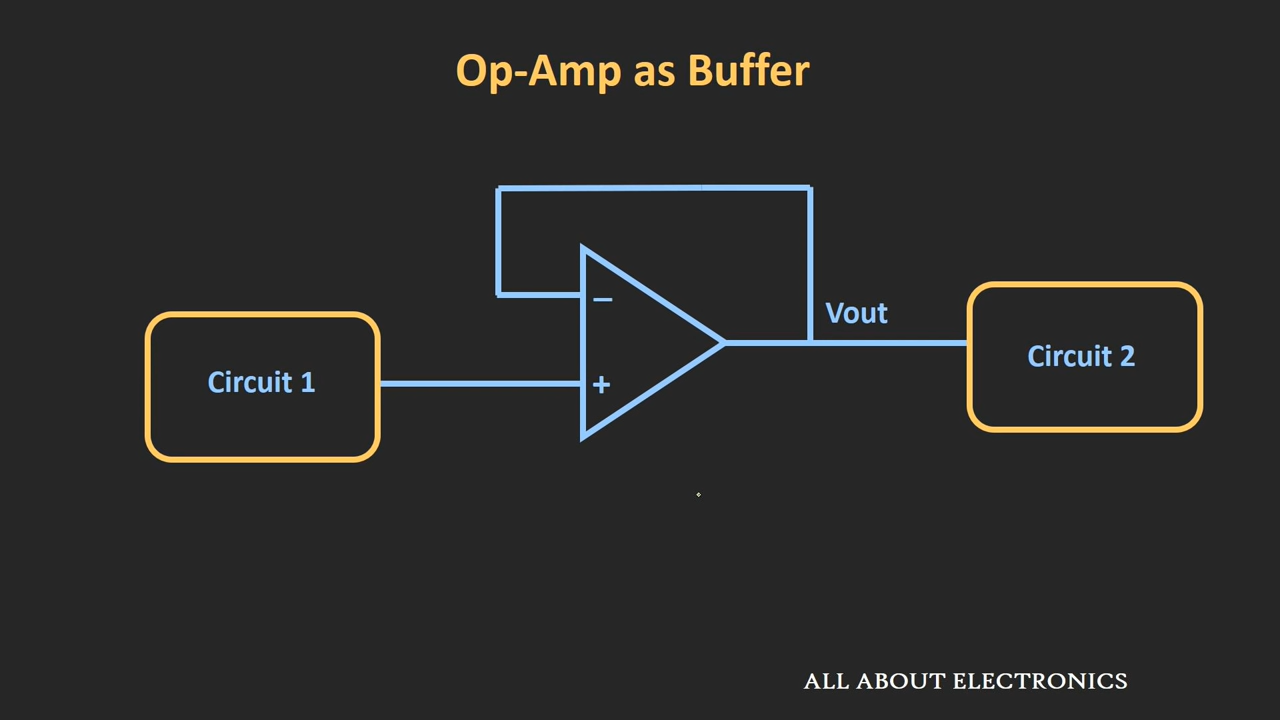 Op-Amp as Buffer
Vout
–
Circuit 1
+
Circuit 2
ALL ABOUT ELECTRONICS